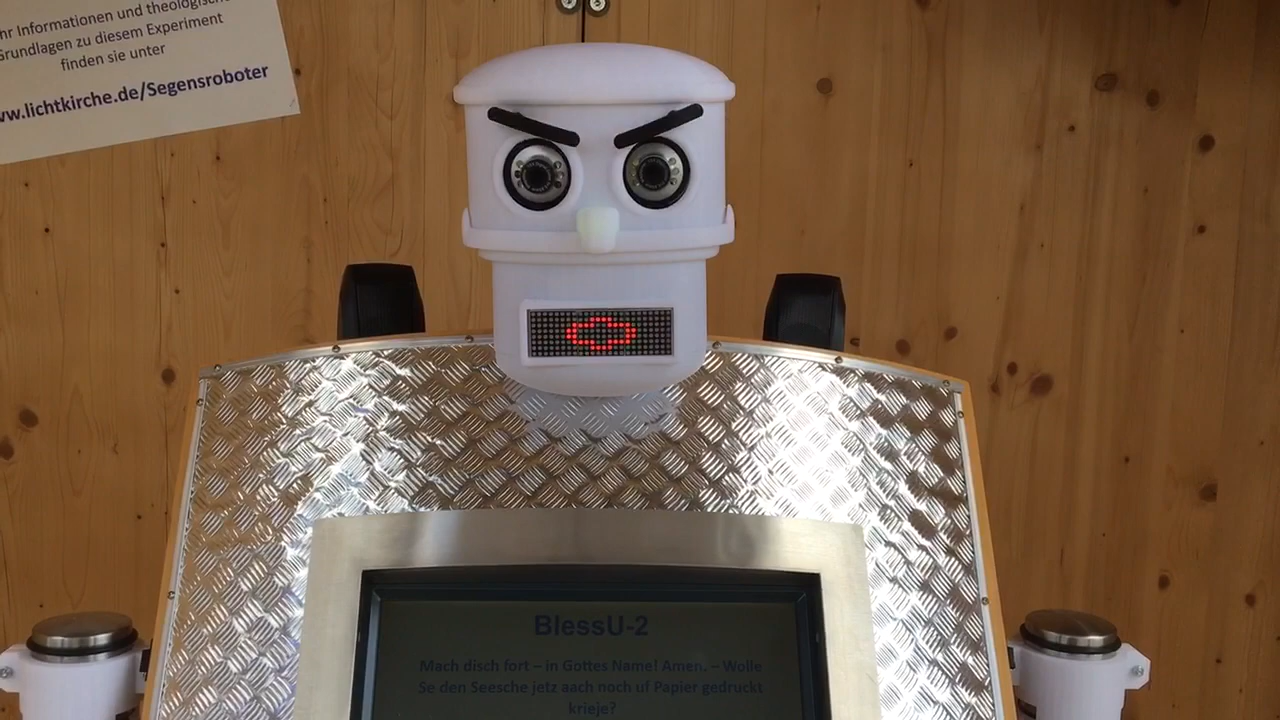 hr Informationen und theologische
Grundlagen zu diesem Experiment
finden sie unter
www.lichtkirche.de/Segensroboter
BlessU-2
Mach disch fort – in Gottes Name! Amen. – Wolle
Se den Seesche jetz aach noch uf Papier gedruckt
krieje?